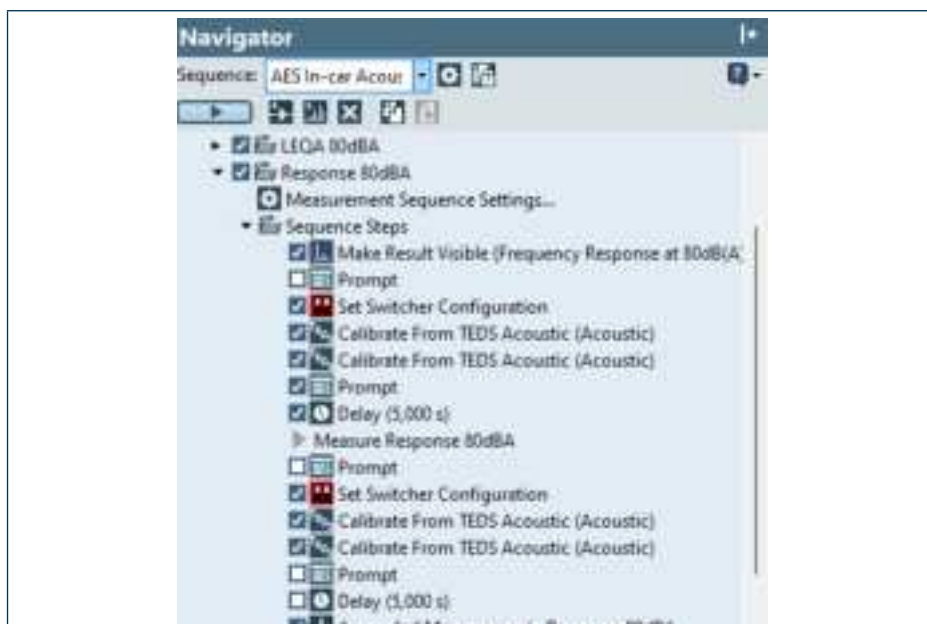 Navigator
Sequence: AES In-car Acou
LEQA 80dBA
Response 80dBA
Measurement Sequence Settings...
Sequence Steps
Make Result Visible (Frequency Response at 80dB(A
Prompt
Set Switcher Configuration
Calibrate From TEDS Acoustic (Acoustic)
Calibrate From TEDS Acoustic (Acoustic)
Prompt
Delay (5,000 s)
Measure Response 80dBA
Prompt
Set Switcher Configuration
Calibrate From TEDS Acoustic (Acoustic)
Calibrate From TEDS Acoustic (Acoustic)
Prompt
Delay (5,000 s)